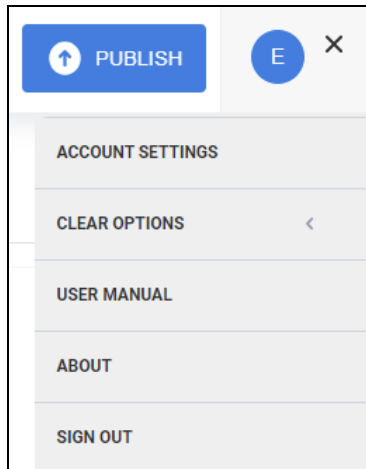 PUBLISH
E
ACCOUNT SETTINGS
CLEAR OPTIONS
USER MANUAL
ABOUT
SIGN OUT